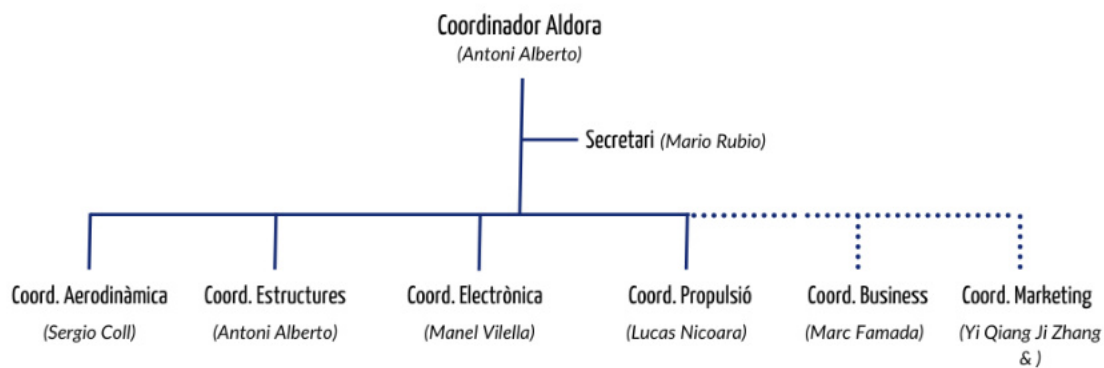 Coordinador Aldora
(Antoni Alberto)
Secretari (Mario Rubio)
Coord. Aerodinàmica
(Sergio Coll)
Coord. Estructures
(Antoni Alberto)
Coord. Electrònica
(Manel Vilella)
Coord. Propulsió
(Lucas Nicoara)
Coord. Business
(Marc Famada)
Coord. Marketing
(Yi Qiang Ji Zhang
& )